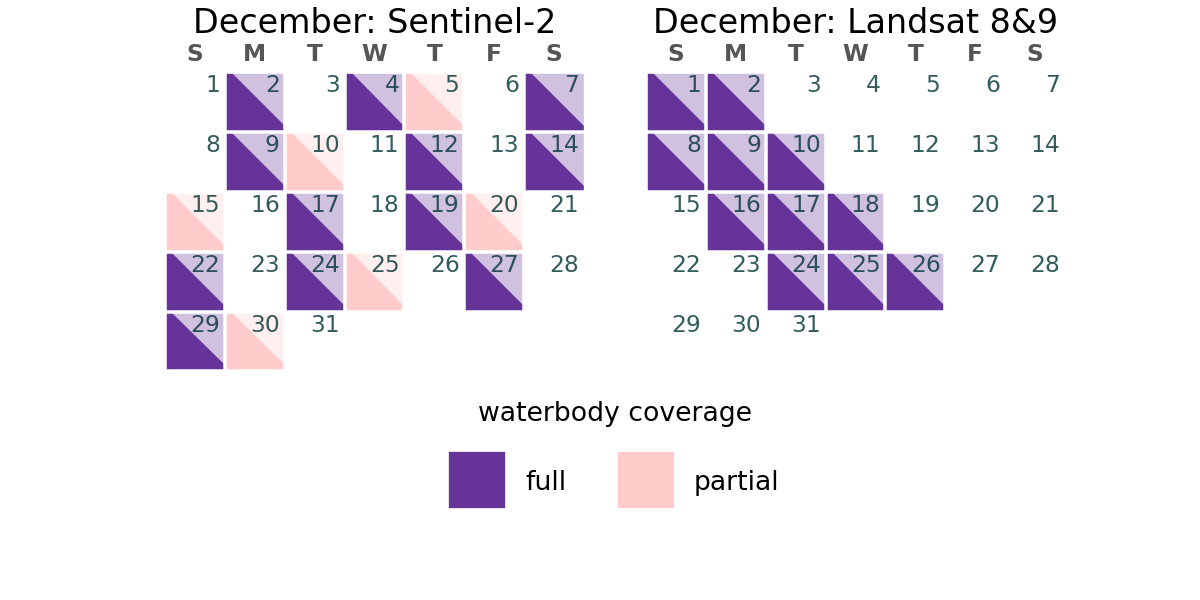 December: Sentinel-2
S M T W T F S
1 2 3 4 5 6 7
8 9 10 11 12 13 14
15 16 17 18 19 20 21
22 23 24 25 26 27 28
29 30 31
December: Landsat 8&9
S M T W T F S
1 2 3 4 5 6 7
8 9 10 11 12 13 14
15 16 17 18 19 20 21
22 23 24 25 26 27 28
29 30 31
waterbody coverage
full partial